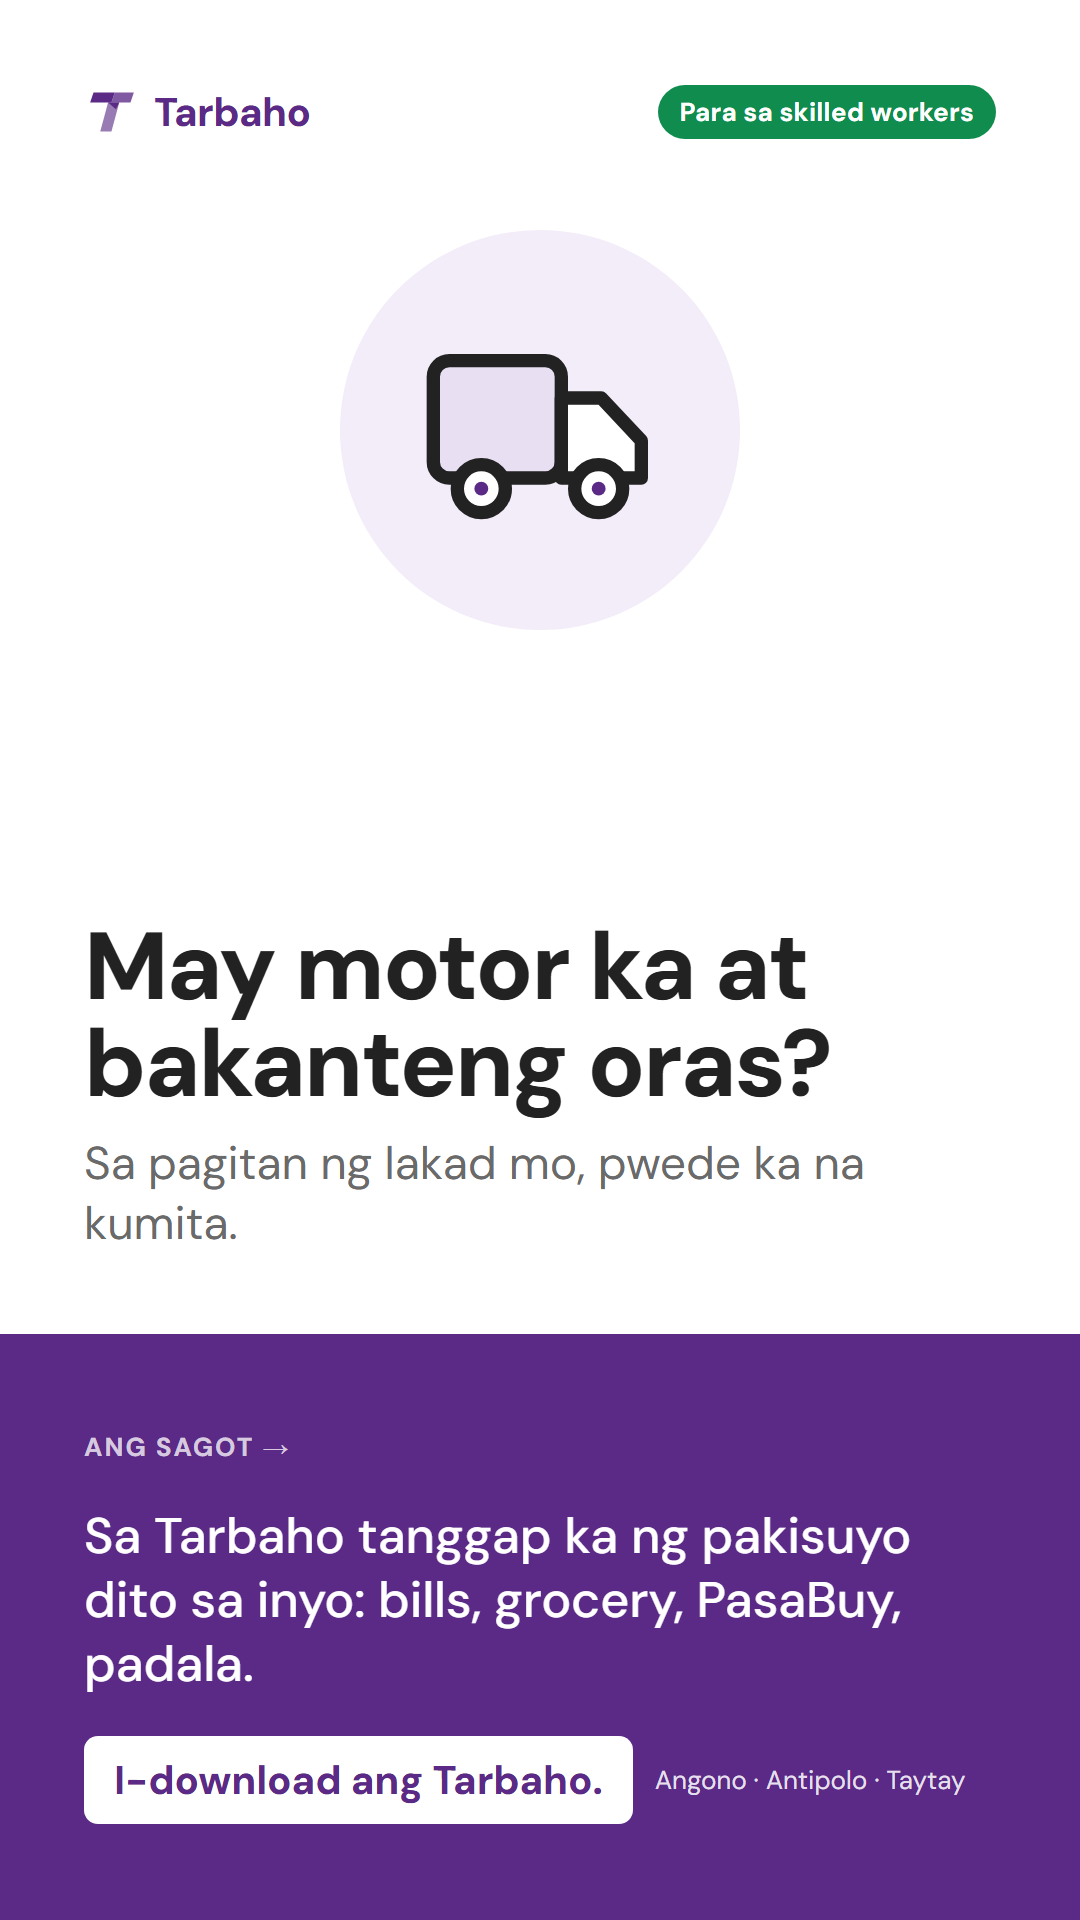 Tarbaho
Para sa skilled workers
May motor ka at
bakanteng oras?
Sa pagitan ng lakad mo, pwede ka na
kumita.
ANG SAGOT →
Sa Tarbaho tanggap ka ng pakisuyo
dito sa inyo: bills, grocery, PasaBuy,
padala.
I-download ang Tarbaho.
Angono · Antipolo · Taytay